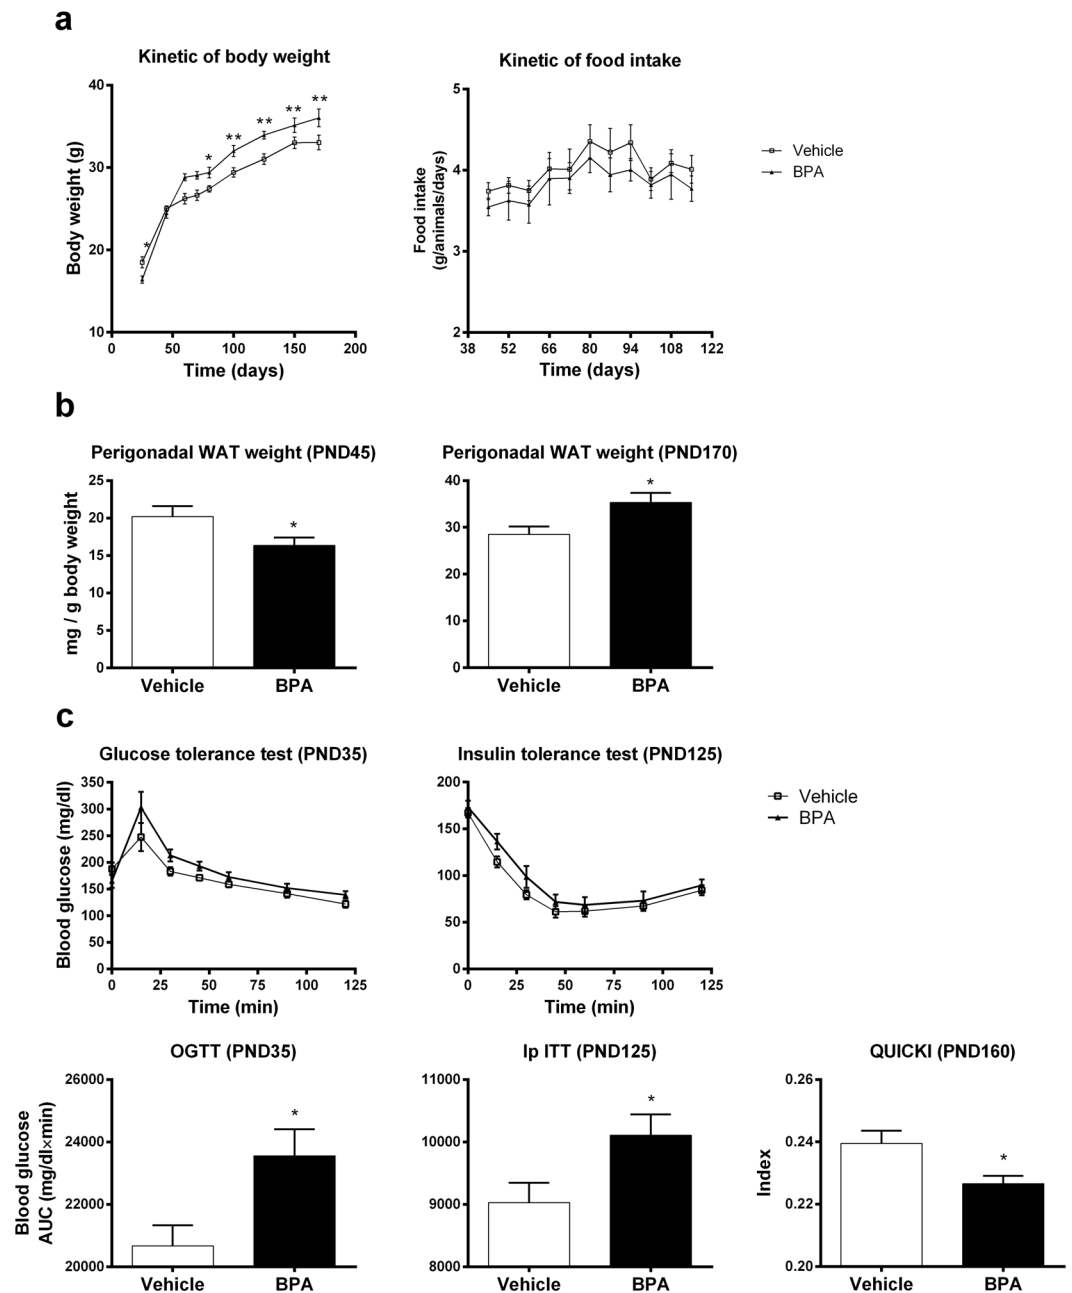 a
Kinetic of body weight
Kinetic of food intake
40
30
20
10
Body weight (g)
*
*
**
**
**
**
0 50 100 150 200
Time (days)
5
4
3
2
Food intake
(g/animals/days)
38 52 66 80 94 108 122
Time (days)
Vehicle
BPA
b
Perigonadal WAT weight (PND45)
Perigonadal WAT weight (PND170)
25
20
15
10
5
0
mg / g body weight
*
Vehicle BPA
40
30
20
10
0
*
Vehicle BPA
c
Glucose tolerance test (PND35)
Insulin tolerance test (PND125)
350
300
250
200
150
100
50
0
Blood glucose (mg/dl)
0 25 50 75 100 125
Time (min)
200
150
100
50
0
0 25 50 75 100 125
Time (min)
Vehicle
BPA
OGTT (PND35)
Ip ITT (PND125)
QUICKI (PND160)
26000
24000
22000
20000
Blood glucose
AUC (mg/dl×min)
*
Vehicle BPA
11000
10000
9000
8000
*
Vehicle BPA
0.26
0.24
0.22
0.20
Index
*
Vehicle BPA